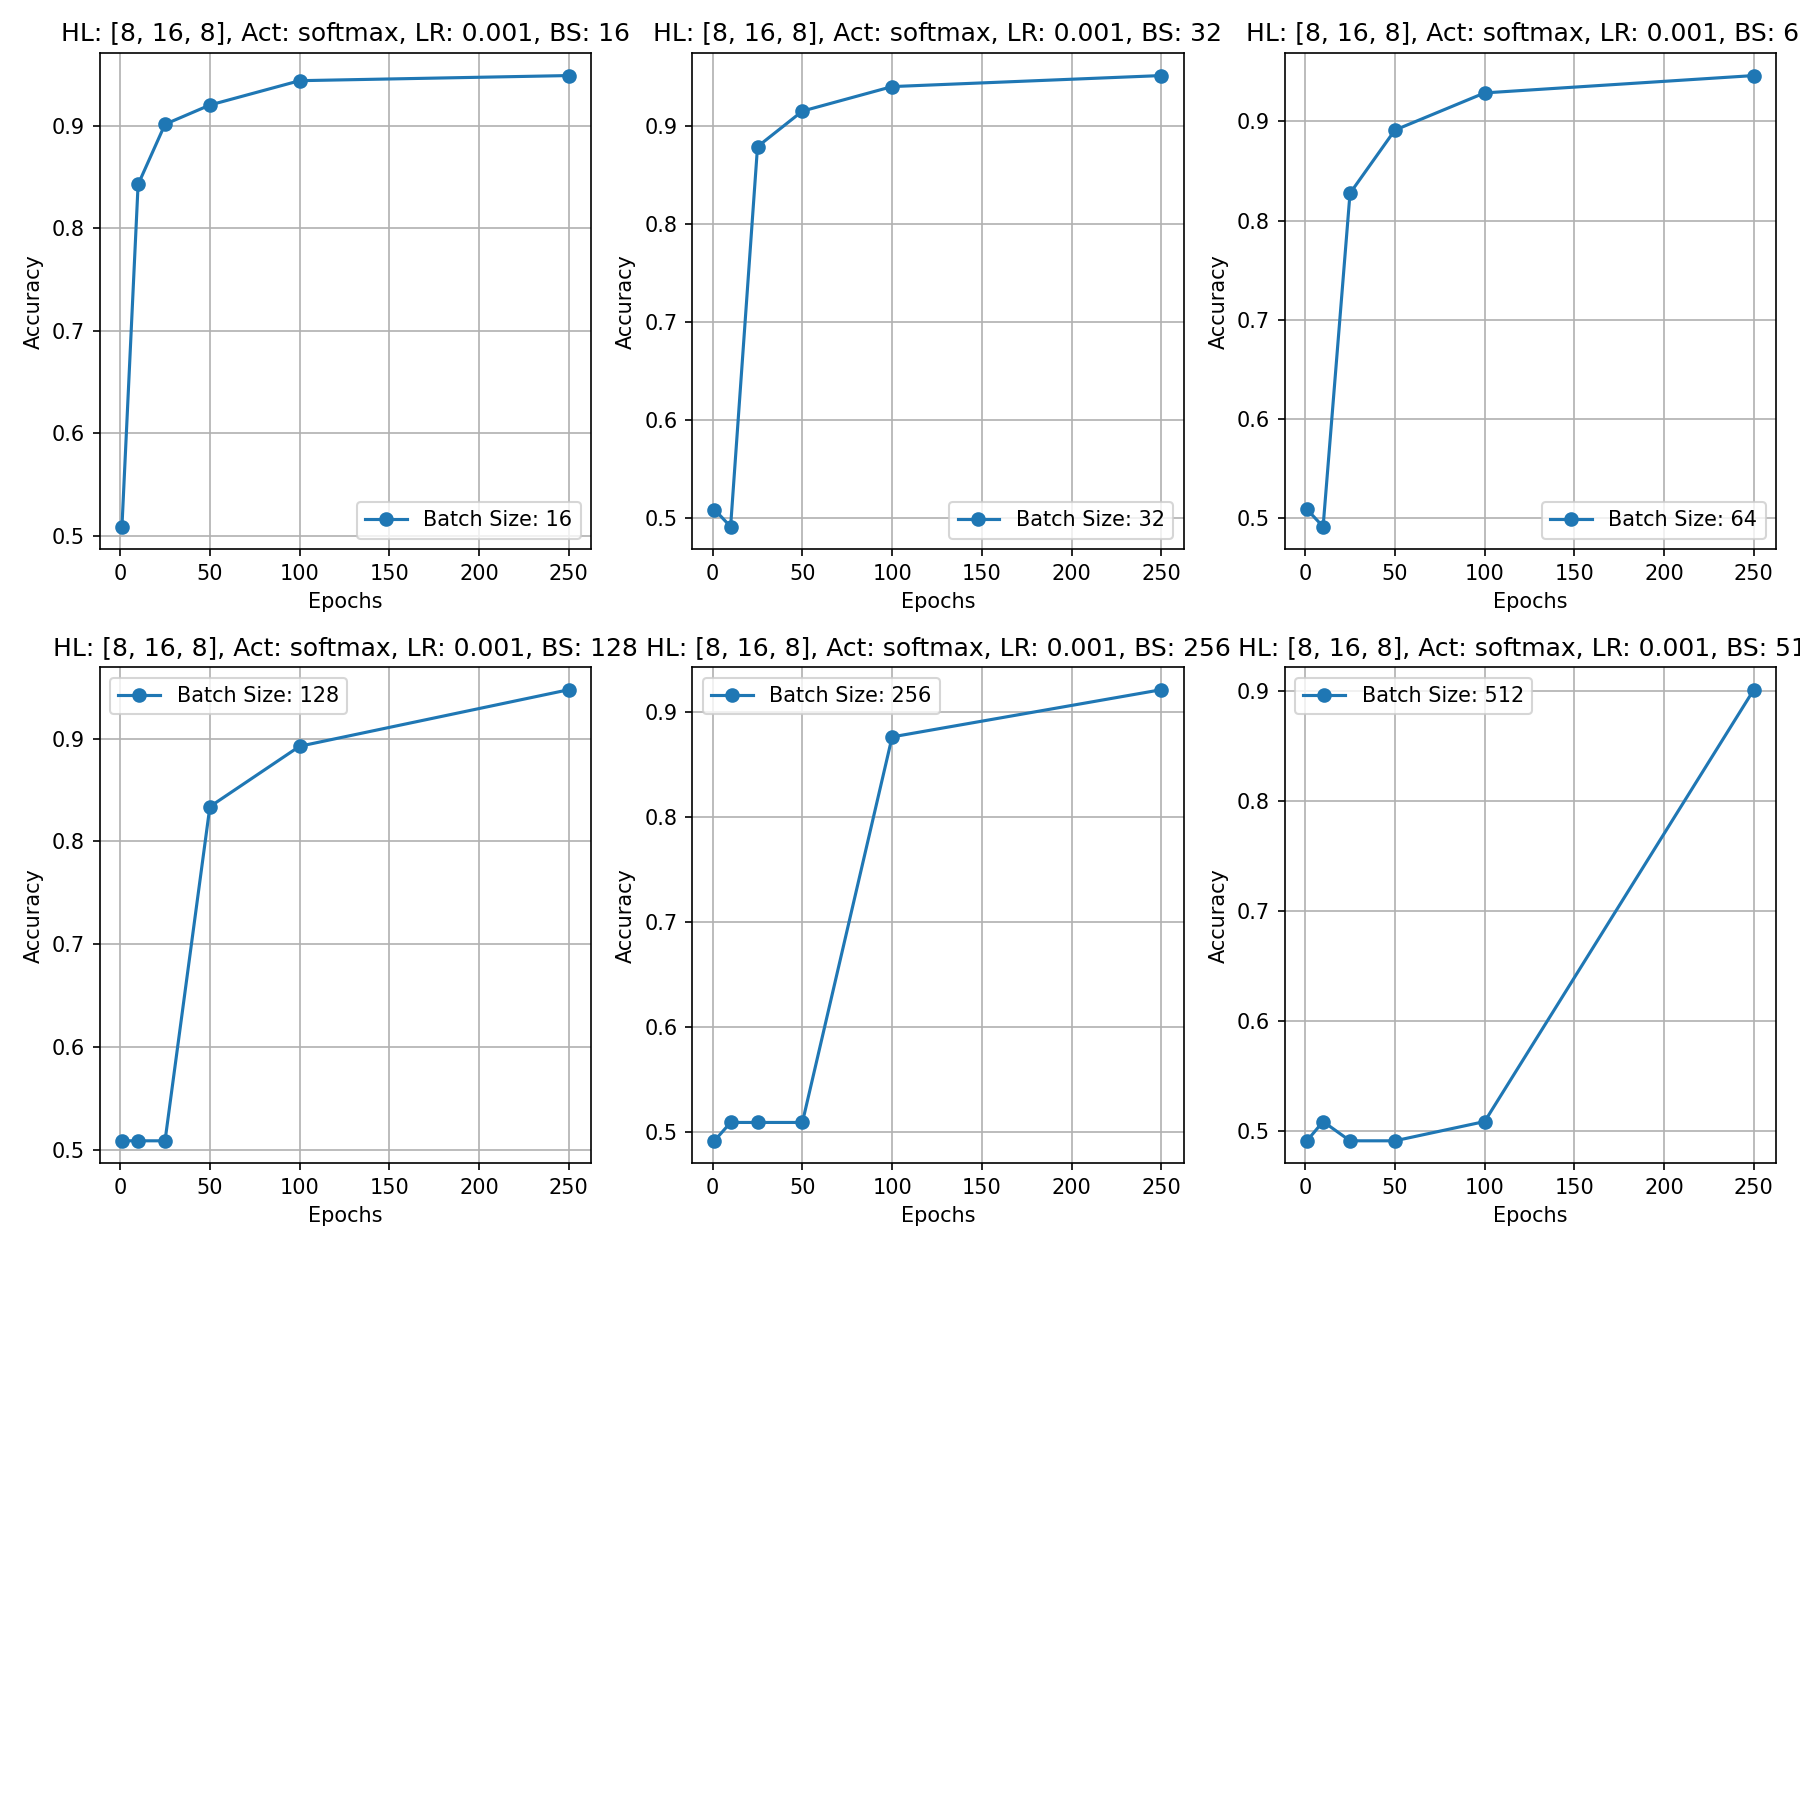 HL: [8, 16, 8], Act: softmax, LR: 0.001, BS: 16
0.9
0.8
0.7
0.6
0.5
Accuracy
Batch Size: 16
0 50 100 150 200 250
Epochs
HL: [8, 16, 8], Act: softmax, LR: 0.001, BS: 32
0.9
0.8
0.7
0.6
0.5
Accuracy
Batch Size: 32
0 50 100 150 200 250
Epochs
HL: [8, 16, 8], Act: softmax, LR: 0.001, BS: 6
0.9
0.8
0.7
0.6
0.5
Accuracy
Batch Size: 64
0 50 100 150 200 250
Epochs
HL: [8, 16, 8], Act: softmax, LR: 0.001, BS: 128
Batch Size: 128
0.9
0.8
0.7
0.6
0.5
Accuracy
0 50 100 150 200 250
Epochs
HL: [8, 16, 8], Act: softmax, LR: 0.001, BS: 256
Batch Size: 256
0.9
0.8
0.7
0.6
0.5
Accuracy
0 50 100 150 200 250
Epochs
HL: [8, 16, 8], Act: softmax, LR: 0.001, BS: 51
Batch Size: 512
0.9
0.8
0.7
0.6
0.5
Accuracy
0 50 100 150 200 250
Epochs